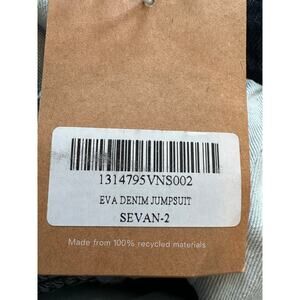 1314795VNS002
EVA DENIM JUMPSUIT
SEVAN-2
Made from 100% recycled materials